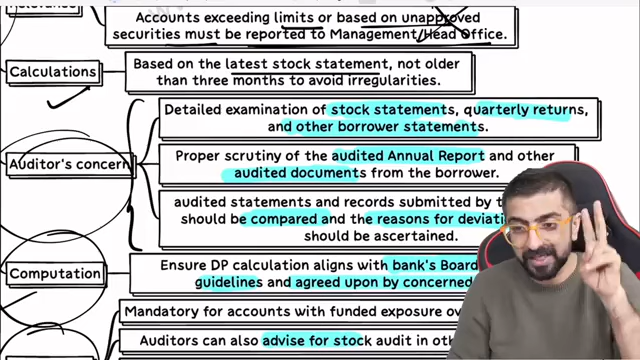 Accounts exceeding limits or based on unapproved
securities must be reported to Management/Head Office.
Calculations
Based on the latest stock statement, not older
than three months to avoid irregularities.
Auditor's concern
Detailed examination of stock statements, quarterly returns,
and other borrower statements.
Proper scrutiny of the audited Annual Report and other
audited documents from the borrower.
audited statements and records submitted by t
should be compared and the reasons for deviati
should be ascertained.
Computation
Ensure DP calculation aligns with bank's Board
guidelines and agreed upon by concerned
Mandatory for accounts with funded exposure ov
Auditors can also advise for stock audit in oth